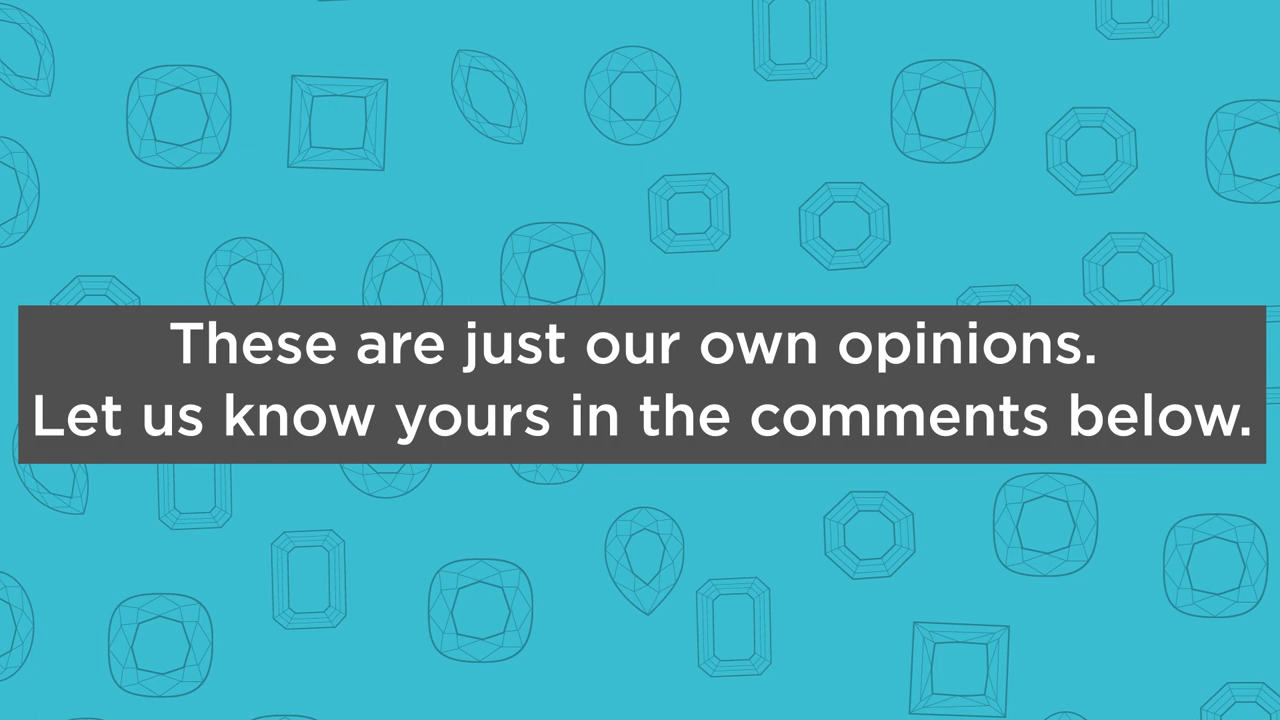 These are just our own opinions.
Let us know yours in the comments below.